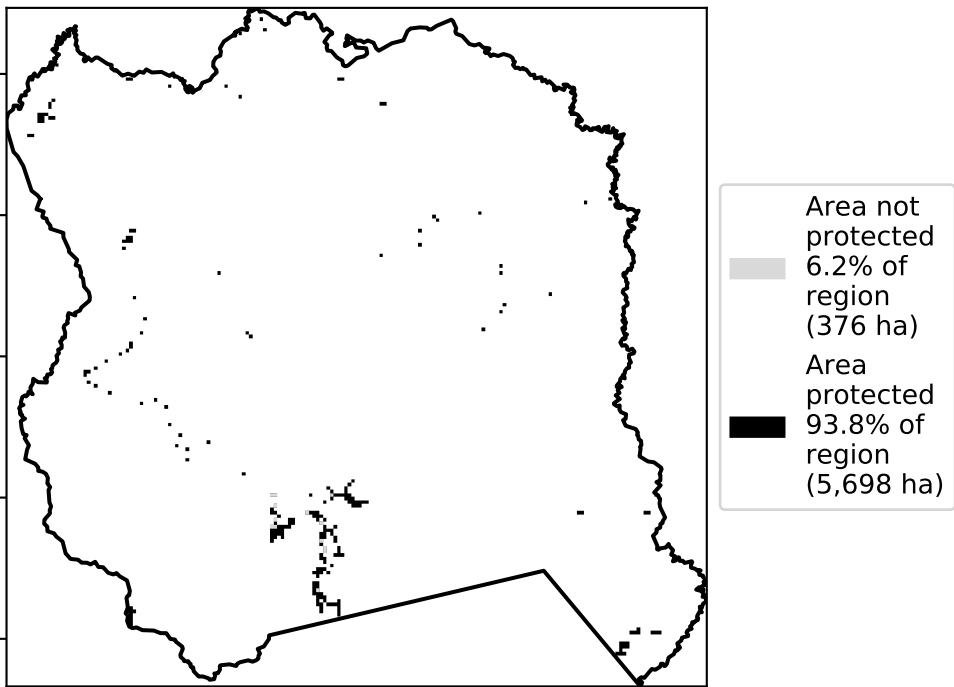 Area not
protected
6.2% of
region
(376 ha)
Area
protected
93.8% of
region
(5,698 ha)